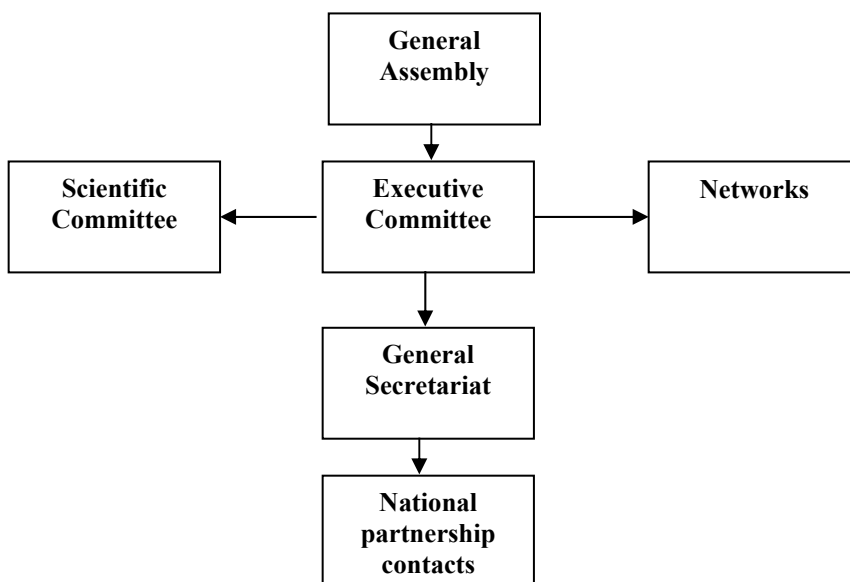 General
Assembly
Scientific
Committee
Executive
Committee
Networks
General
Secretariat
National
partnership
contacts